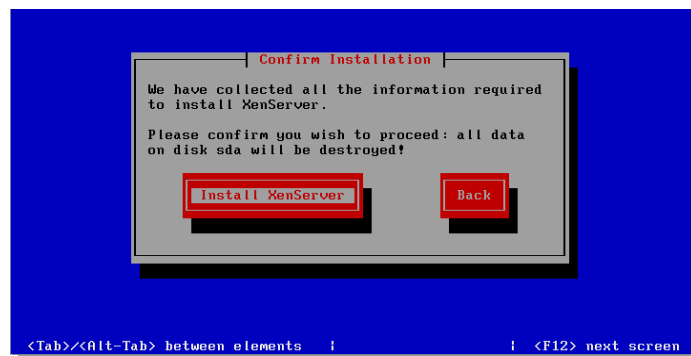 Confirm Installation
We have collected all the information required
to install XenServer.
Please confirm you wish to proceed: all data
on disk sda will be destroyed!
Install XenServer
Back
<Tab>/<Alt-Tab> between elements | | <F12> next screen